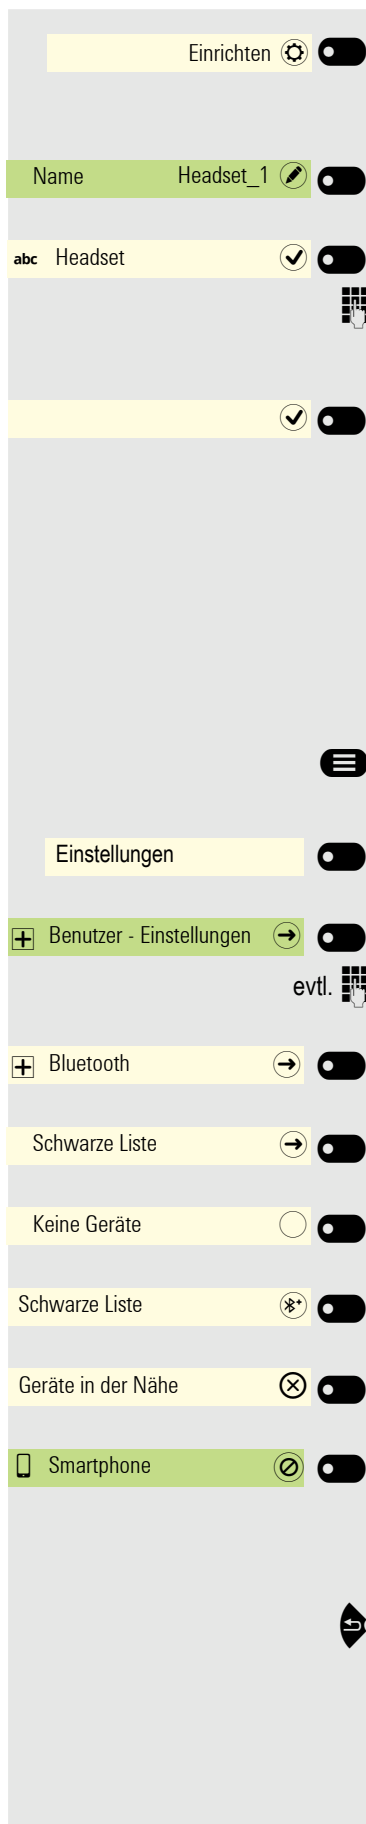 Einrichten
Name Headset_1
abc Headset
Einstellungen
Benutzer - Einstellungen
evtl.
Bluetooth
Schwarze Liste
Keine Geräte
Schwarze Liste
Geräte in der Nähe
Smartphone